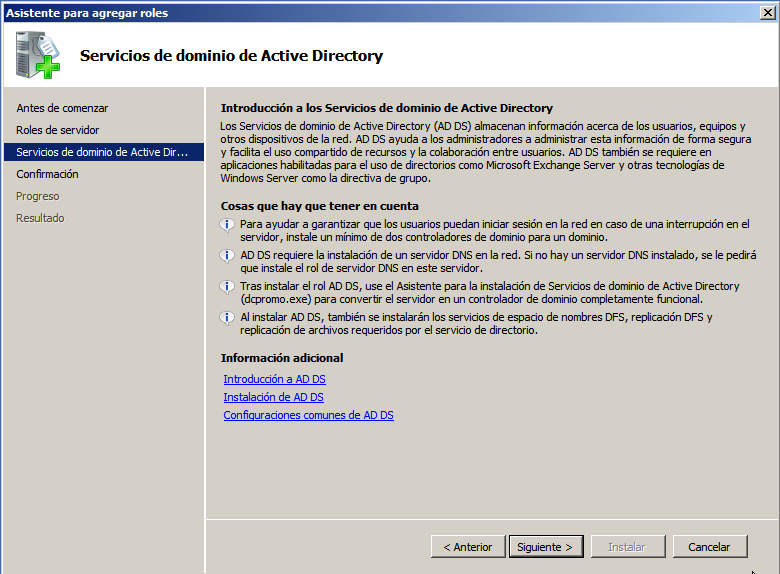 Asistente para agregar roles
Servicios de dominio de Active Directory
Antes de comenzar
Roles de servidor
Servicios de dominio de Active Dir...
Confirmación
Progreso
Resultado
Introducción a los Servicios de dominio de Active Directory
Los Servicios de dominio de Active Directory (AD DS) almacenan información acerca de los usuarios, equipos y
otros dispositivos de la red. AD DS ayuda a los administradores a administrar esta información de forma segura
y facilita el uso compartido de recursos y la colaboración entre usuarios. AD DS también se requiere en
aplicaciones habilitadas para el uso de directorios como Microsoft Exchange Server y otras tecnologías de
Windows Server como la directiva de grupo.
Cosas que hay que tener en cuenta
Para ayudar a garantizar que los usuarios puedan iniciar sesión en la red en caso de una interrupción en el
servidor, instale un mínimo de dos controladores de dominio para un dominio.
AD DS requiere la instalación de un servidor DNS en la red. Si no hay un servidor DNS instalado, se le pedirá
que instale el rol de servidor DNS en este servidor.
Tras instalar el rol AD DS, use el Asistente para la instalación de Servicios de dominio de Active Directory
(dcpromo.exe) para convertir el servidor en un controlador de dominio completamente funcional.
Al instalar AD DS, también se instalarán los servicios de espacio de nombres DFS, replicación DFS y
replicación de archivos requeridos por el servicio de directorio.
Información adicional
Introducción a AD DS
Instalación de AD DS
Configuraciones comunes de AD DS
< Anterior
Siguiente >
Instalar
Cancelar